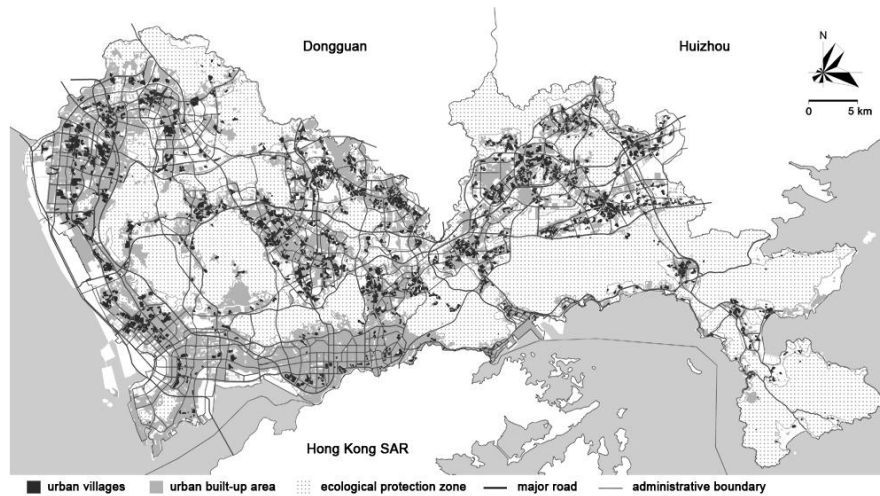 Dongguan
Huizhou
N
0 5 km
Hong Kong SAR
urban villages urban built-up area ecological protection zone major road administrative boundary